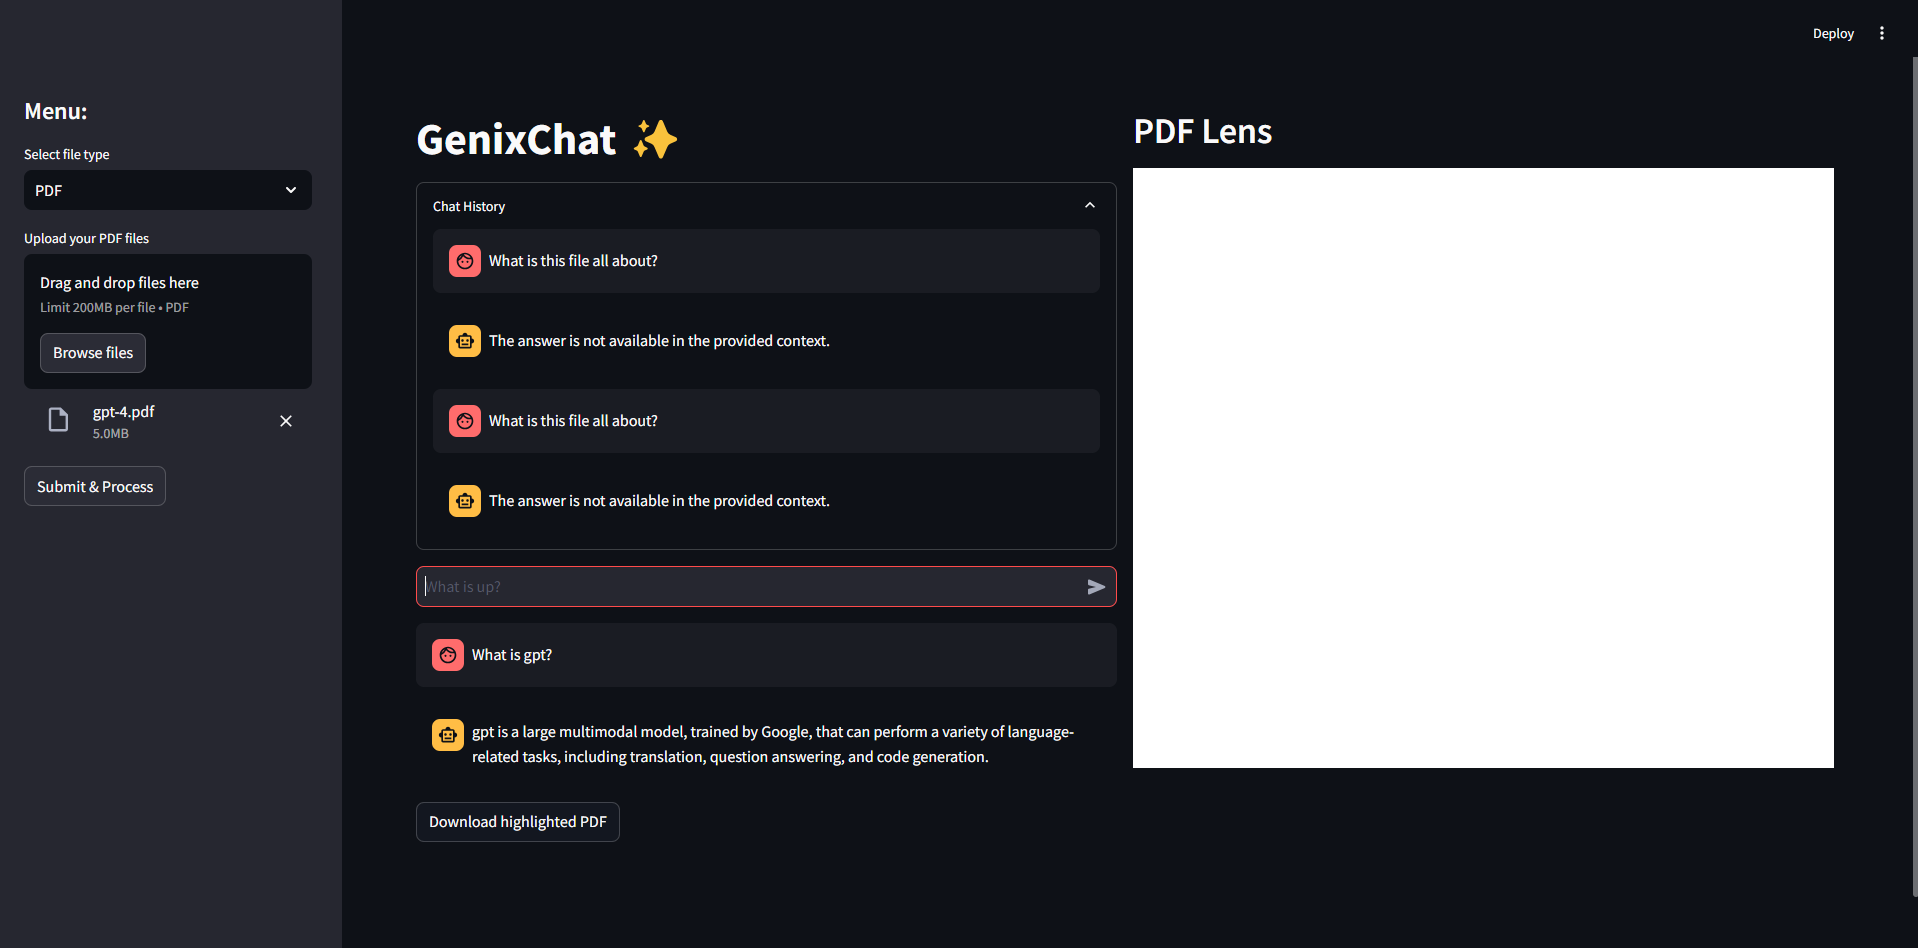 Deploy
Menu:
Select file type
PDF
Upload your PDF files
Drag and drop files here
Limit 200MB per file • PDF
Browse files
gpt-4.pdf
5.0MB
Submit & Process
GenixChat ✨
Chat History
What is this file all about?
The answer is not available in the provided context.
What is this file all about?
The answer is not available in the provided context.
What is up?
What is gpt?
gpt is a large multimodal model, trained by Google, that can perform a variety of language-
related tasks, including translation, question answering, and code generation.
Download highlighted PDF
PDF Lens